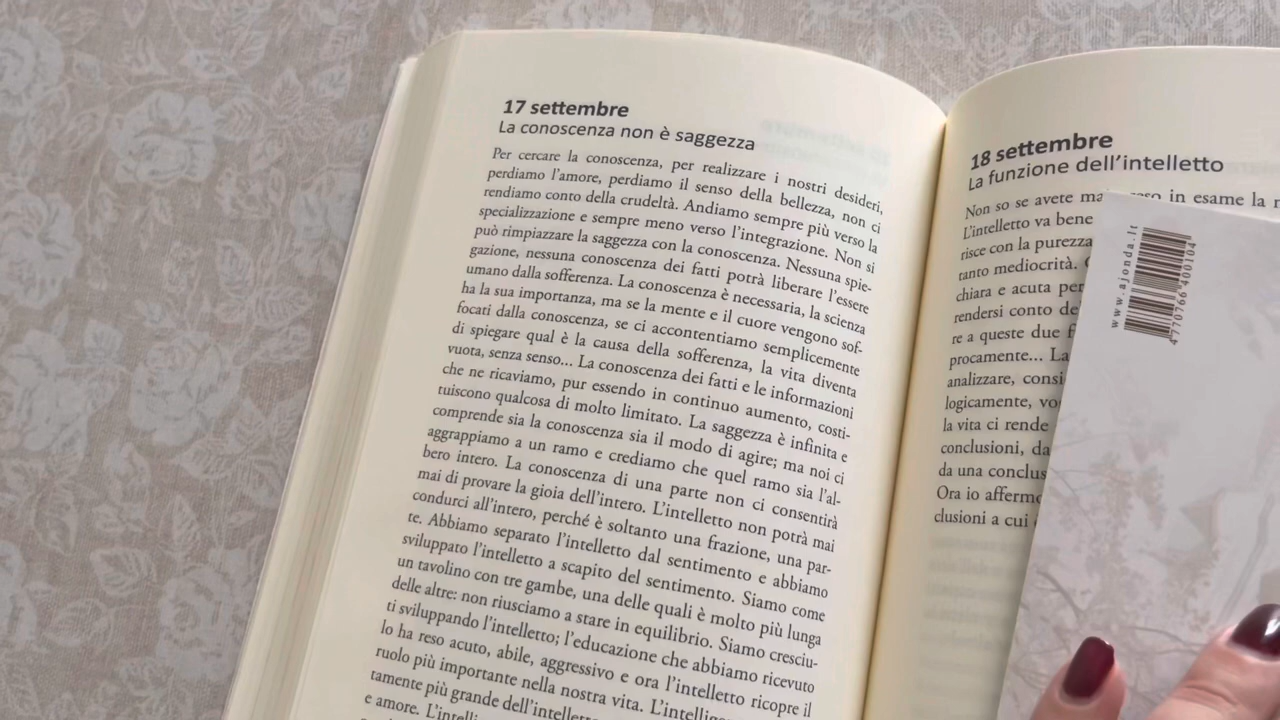 17 settembre
La conoscenza non è saggezza
Per cercare la conoscenza, per realizzare i nostri desideri,
perdiamo l'amore, perdiamo il senso della bellezza, non ci
rendiamo conto della crudeltà. Andiamo sempre più verso la
specializzazione e sempre meno verso l'integrazione. Non si
può rimpiazzare la saggezza con la conoscenza. Nessuna spie-
gazione, nessuna conoscenza dei fatti potrà liberare l'essere
umano dalla sofferenza. La conoscenza è necessaria, la scienza
ha la sua importanza, ma se la mente e il cuore vengono sof-
focati dalla conoscenza, se ci accontentiamo semplicemente
di spiegare qual è la causa della sofferenza, la vita diventa
vuota, senza senso... La conoscenza dei fatti e le informazioni
che ne ricaviamo, pur essendo in continuo aumento, costi-
tuiscono qualcosa di molto limitato. La saggezza è infinita e
comprende sia la conoscenza sia il modo di agire; ma noi ci
aggrappiamo a un ramo e crediamo che quel ramo sia l'al-
bero intero. La conoscenza di una parte non ci consentirà
mai di provare la gioia dell'intero. L'intelletto non potrà mai
condurci all'intero, perché è soltanto una frazione, una par-
te. Abbiamo separato l'intelletto dal sentimento e abbiamo
sviluppato l'intelletto a scapito del sentimento. Siamo come
un tavolino con tre gambe, una delle quali è molto più lunga
delle altre: non riusciamo a stare in equilibrio. Siamo cresciu-
ti sviluppando l'intelletto; l'educazione che abbiamo ricevuto
lo ha reso acuto, abile, aggressivo e ora l'intelletto ricopre il
ruolo più importante nella nostra vita. L'intellig
tamente più grande dell'intellett
e amore. L'intelli
18 settembre
La funzione dell'intelletto
Non so se avete ma eso in esame la
L'intelletto va bene
risce con la purezza
tanto mediocrità.
chiara e acuta per
rendersi conto de
re a queste due f
procamente... La
analizzare, consi
logicamente, vo
la vita ci rende
conclusioni, da
da una conclus
Ora io afferm
clusioni a cui
www.ajonda.lt
4770766400104